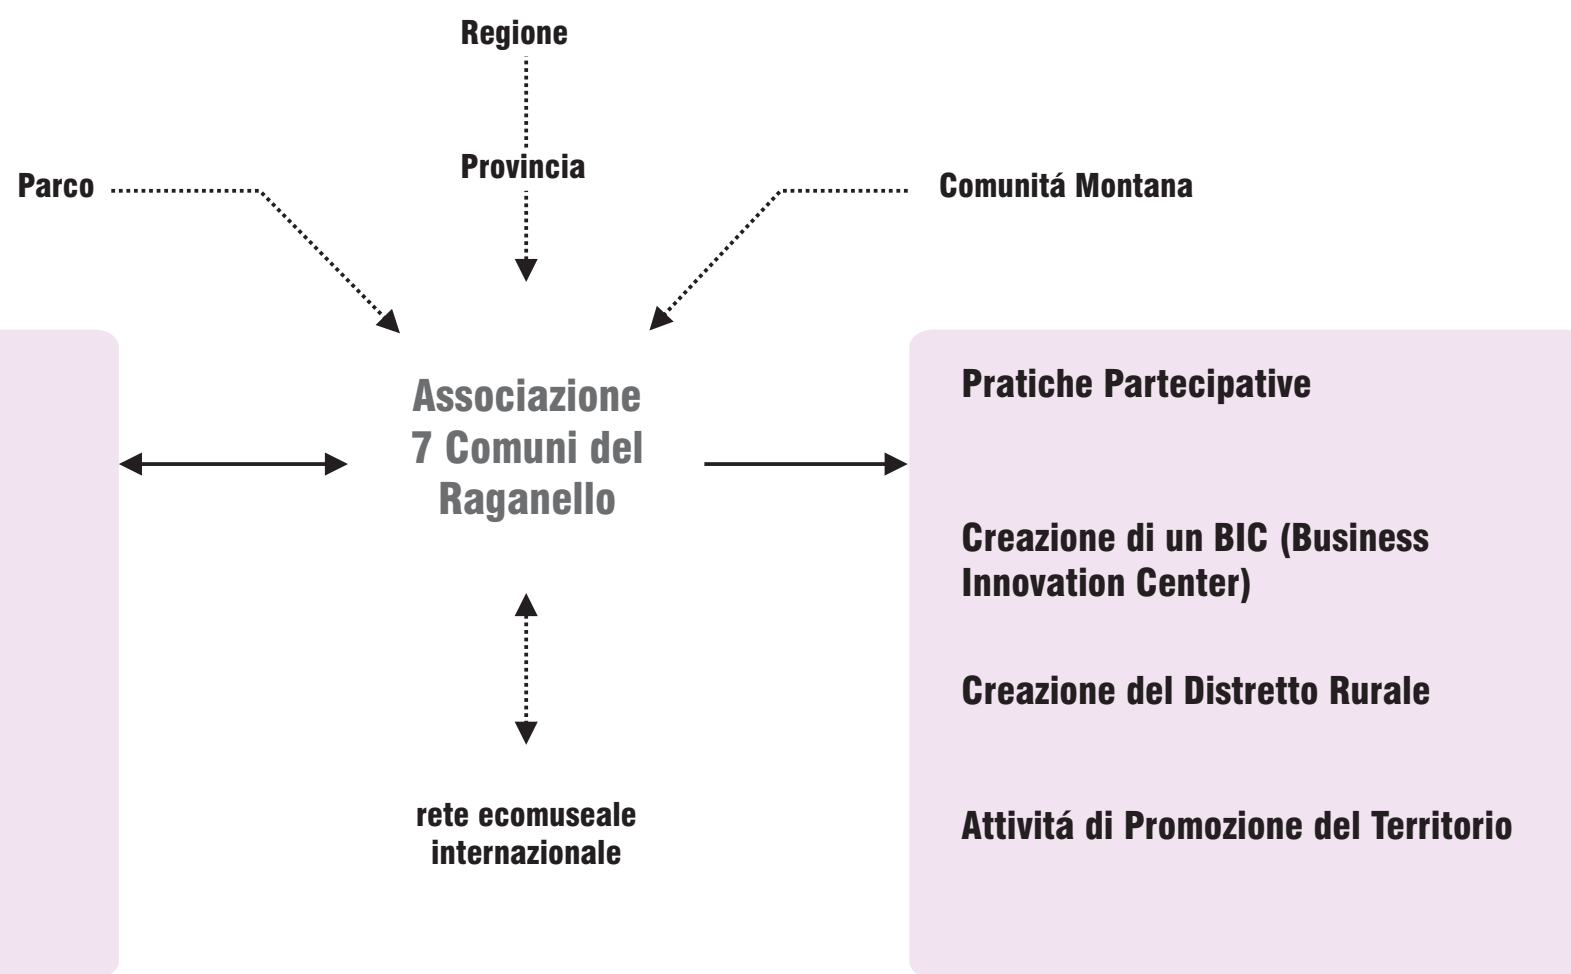 Regione
Provincia
Parco
Comunitá Montana
Associazione
7 Comuni del
Raganello
rete ecomuseale
internazionale
Pratiche Partecipative
Creazione di un BIC (Business
Innovation Center)
Creazione del Distretto Rurale
Attivitá di Promozione del Territorio